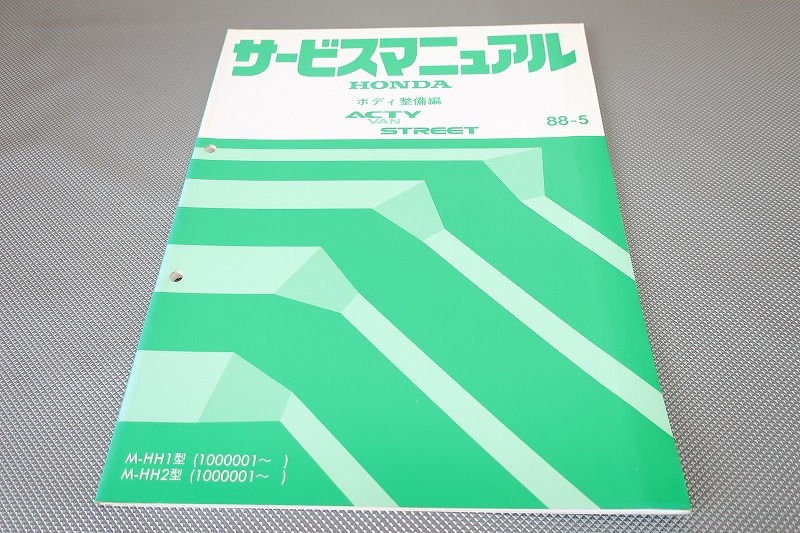 サービスマニュアル
HONDA
ボディ整備編
ACTY
VAN
STREET
88-5
M-HH1型 (1000001〜 )
M-HH2型 (1000001〜 )